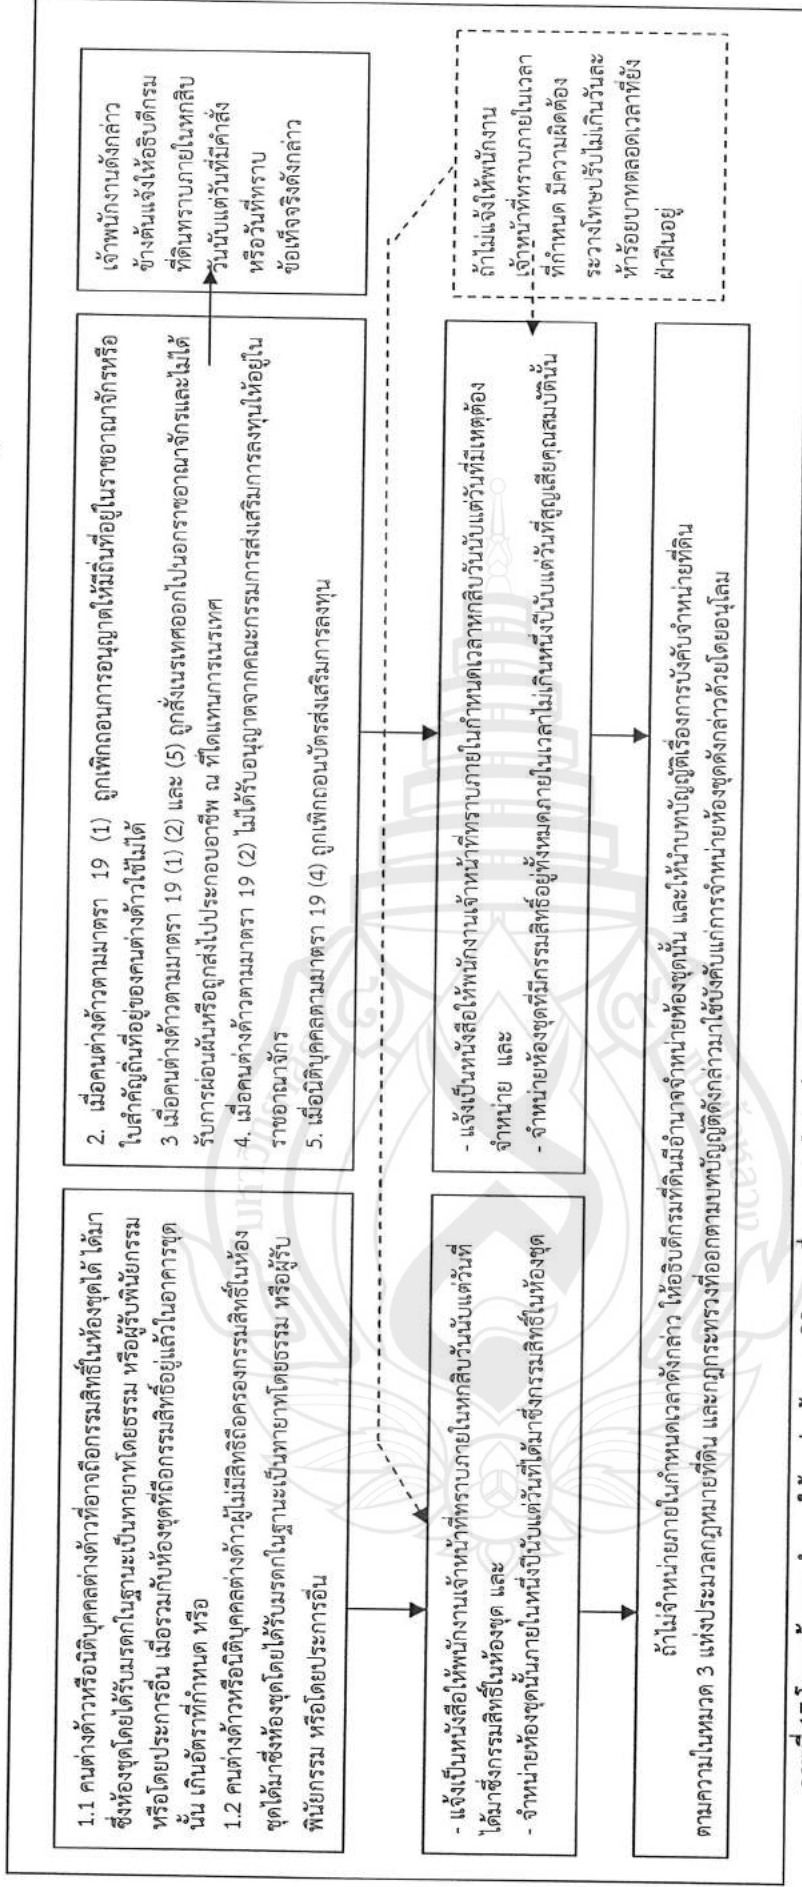 1.1 คนต่างด้าวหรือนิติบุคคลต่างด้าวที่อาจถือกรรมสิทธิ์ในห้องชุดได้ ได้มา
ซึ่งห้องชุดโดยได้รับมรดกในฐานะเป็นทายาทโดยธรรม หรือผู้รับพินัยกรรม
หรือโดยประการอื่น เมื่อรวมกับห้องชุดที่ถือกรรมสิทธิ์อยู่แล้วในอาคารชุด
นั้น เกินอัตราที่กำหนด หรือ
1.2 คนต่างด้าวหรือนิติบุคคลต่างด้าวผู้ไม่มีสิทธิถือครองกรรมสิทธิ์ในห้อง
ชุดได้มาซึ่งห้องชุดโดยได้รับมรดกในฐานะเป็นทายาทโดยธรรม หรือผู้รับ
พินัยกรรม หรือโดยประการอื่น
2. เมื่อคนต่างด้าวตามมาตรา 19 (1) ถูกเพิกถอนการอนุญาตให้มีถิ่นที่อยู่ในราชอาณาจักรหรือ
ใบสำคัญถิ่นที่อยู่ของคนต่างด้าวใช้ไม่ได้
3 เมื่อคนต่างด้าวตามมาตรา 19 (1) (2) และ (5) ถูกสั่งเนรเทศออกไปนอกราชอาณาจักรและไม่ได้
รับการผ่อนผันหรือถูกส่งไปประกอบอาชีพ ณ ที่ใดแทนการเนรเทศ
4. เมื่อคนต่างด้าวตามมาตรา 19 (2) ไม่ได้รับอนุญาตจากคณะกรรมการส่งเสริมการลงทุนให้อยู่ใน
ราชอาณาจักร
5. เมื่อนิติบุคคลตามมาตรา 19 (4) ถูกเพิกถอนบัตรส่งเสริมการลงทุน
เจ้าพนักงานดังกล่าว
ข้างต้นแจ้งให้อธิบดีกรม
ที่ดินทราบภายในหกสิบ
วันนับแต่วันที่มีคำสั่ง
หรือวันที่ทราบ
ข้อเท็จจริงดังกล่าว
- แจ้งเป็นหนังสือให้พนักงานเจ้าหน้าที่ทราบภายในหกสิบวันนับแต่วันที่
ได้มาซึ่งกรรมสิทธิ์ในห้องชุด และ
- จำหน่ายห้องชุดนั้นภายในหนึ่งปีนับแต่วันที่ได้มาซึ่งกรรมสิทธิ์ในห้องชุด
- แจ้งเป็นหนังสือให้พนักงานเจ้าหน้าที่ทราบภายในกำหนดเวลาหกสิบวันนับแต่วันที่มีเหตุต้อง
จำหน่าย และ
- จำหน่ายห้องชุดที่มีกรรมสิทธิ์อยู่ทั้งหมดภายในเวลาไม่เกินหนึ่งปีนับแต่วันที่สูญเสียคุณสมบัตินั้น
ถ้าไม่แจ้งให้พนักงาน
เจ้าหน้าที่ทราบภายในเวลา
ที่กำหนด มีความผิดต้อง
ระวางโทษปรับไม่เกินวันละ
ห้าร้อยบาทตลอดเวลาที่ยัง
ฝ่าฝืนอยู่
ถ้าไม่จำหน่ายภายในกำหนดเวลาดังกล่าว ให้อธิบดีกรมที่ดินมีอำนาจจำหน่ายห้องชุดนั้น และให้นำบทบัญญัติเรื่องการบังคับจำหน่ายที่ดิน
ตามความในหมวด 3 แห่งประมวลกฎหมายที่ดิน และกฎกระทรวงที่ออกตามบทบัญญัติดังกล่าวมาใช้บังคับแก่การจำหน่ายห้องชุดดังกล่าวด้วยโดยอนุโลม